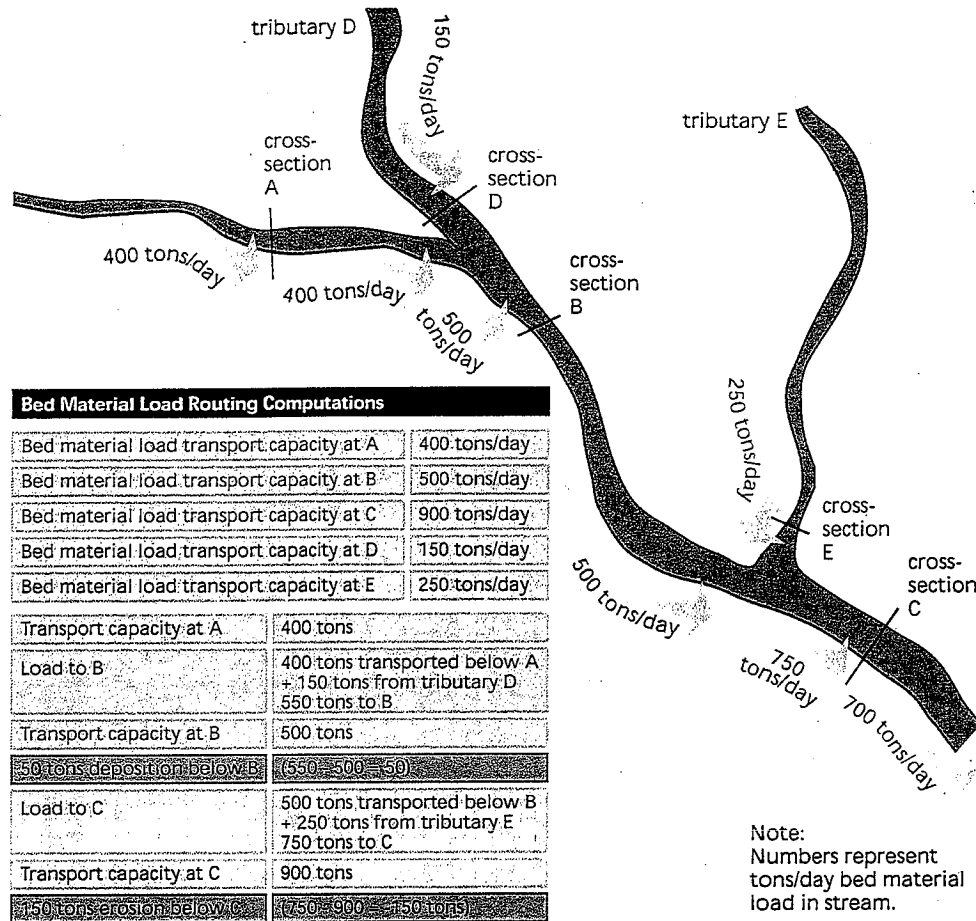 tributary D
150 tons/day
tributary E
cross-
section
A
cross-
section
D
400 tons/day
400 tons/day
500
tons/day
cross-
section
B
250 tons/day
cross-
section
E
cross-
section
C
500 tons/day
750
tons/day
700 tons/day
Bed Material Load Routing Computations
Bed material load transport capacity at A 400 tons/day
Bed material load transport capacity at B 500 tons/day
Bed material load transport capacity at C 900 tons/day
Bed material load transport capacity at D 150 tons/day
Bed material load transport capacity at E 250 tons/day
Transport capacity at A 400 tons
Load to B 400 tons transported below A
+ 150 tons from tributary D
550 tons to B
Transport capacity at B 500 tons
50 tons deposition below B (550 - 500 = 50)
Load to C 500 tons transported below B
+ 250 tons from tributary E
750 tons to C
Transport capacity at C 900 tons
150 tons erosion below C (750 - 900 = -150 tons)
Note:
Numbers represent
tons/day bed material
load in stream.